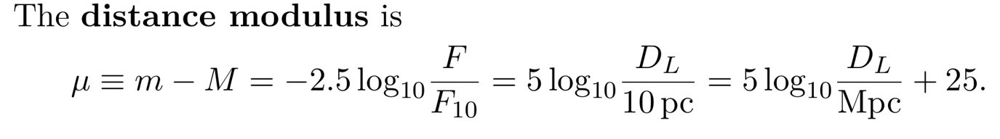 The distance modulus is
μ ≡ m − M = −2.5 log₁₀ F/F₁₀ = 5 log₁₀ D_L/10 pc = 5 log₁₀ D_L/Mpc + 25.